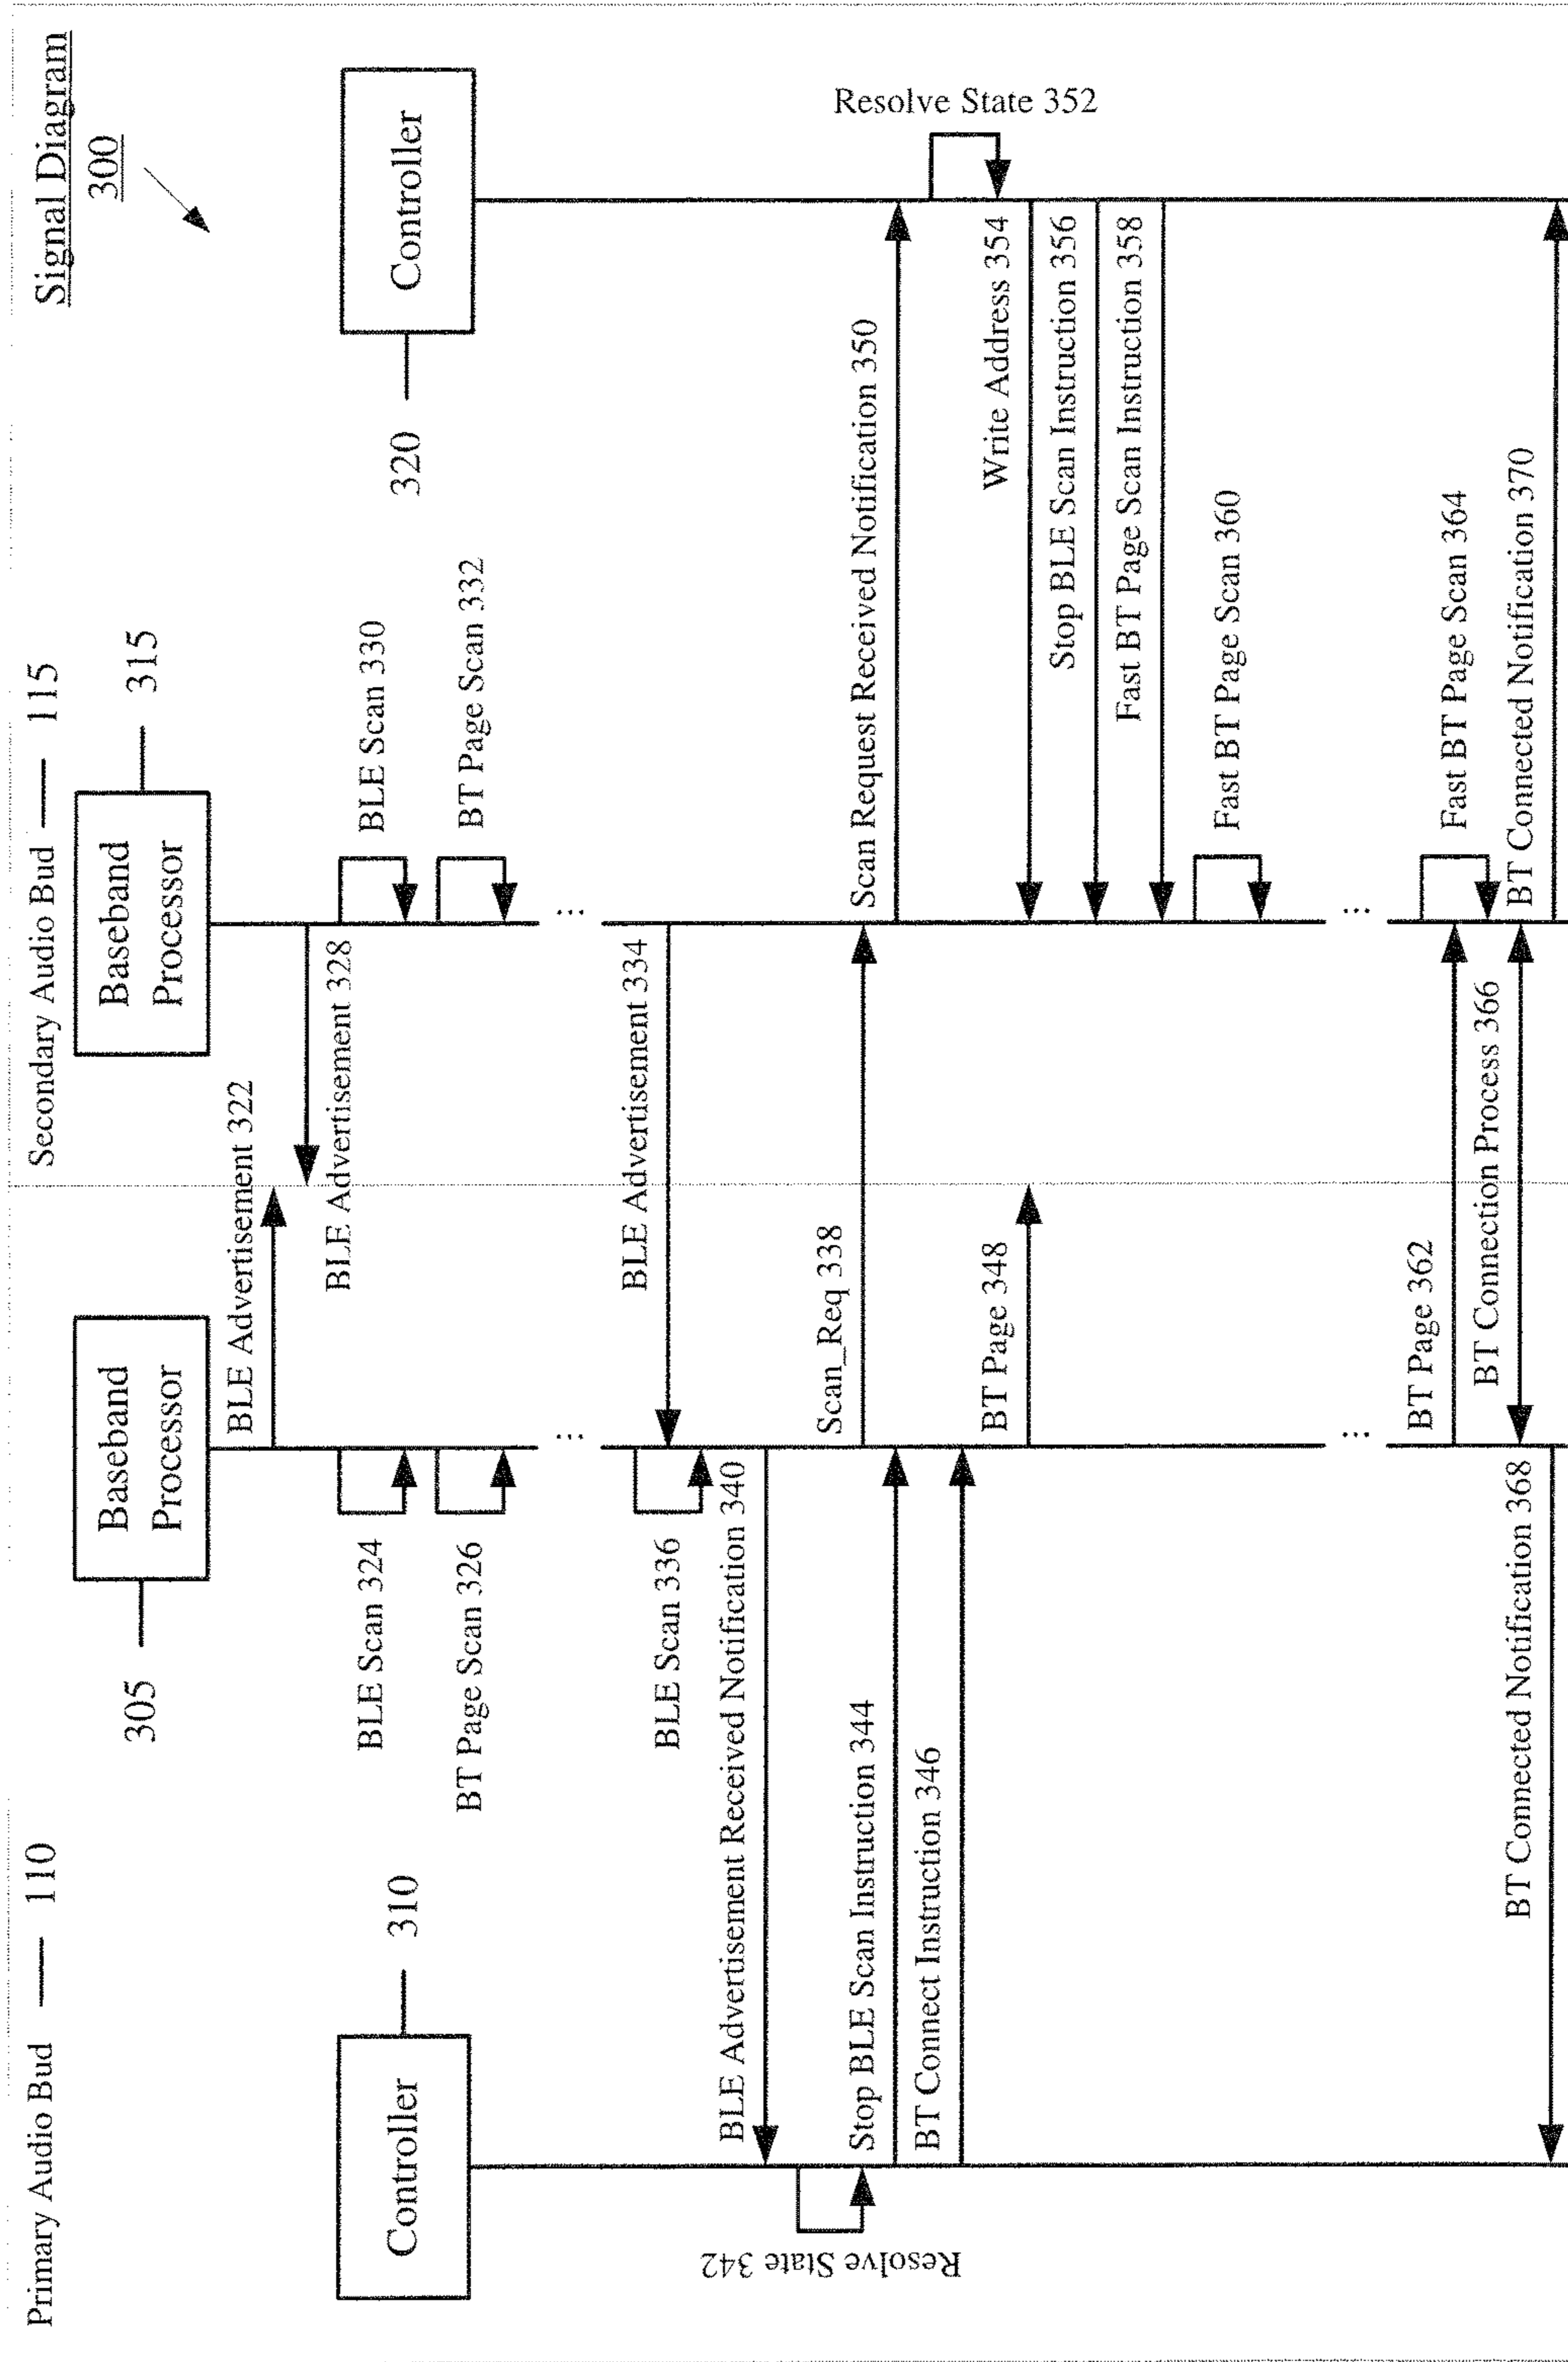 Signal Diagram
300
Primary Audio Bud
110
Secondary Audio Bud
115
305
Baseband
Processor
Baseband
Processor
315
Controller
310
320
Controller
BLE Advertisement 322
BLE Advertisement 328
BLE Scan 324
BLE Scan 330
BT Page Scan 326
BT Page Scan 332
...
...
BLE Advertisement 334
BLE Scan 336
BLE Advertisement Received Notification 340
Resolve State 342
Scan_Req 338
Stop BLE Scan Instruction 344
Scan Request Received Notification 350
BT Connect Instruction 346
Resolve State 352
BT Page 348
Write Address 354
Stop BLE Scan Instruction 356
Fast BT Page Scan Instruction 358
Fast BT Page Scan 360
...
...
BT Page 362
Fast BT Page Scan 364
BT Connection Process 366
BT Connected Notification 368
BT Connected Notification 370